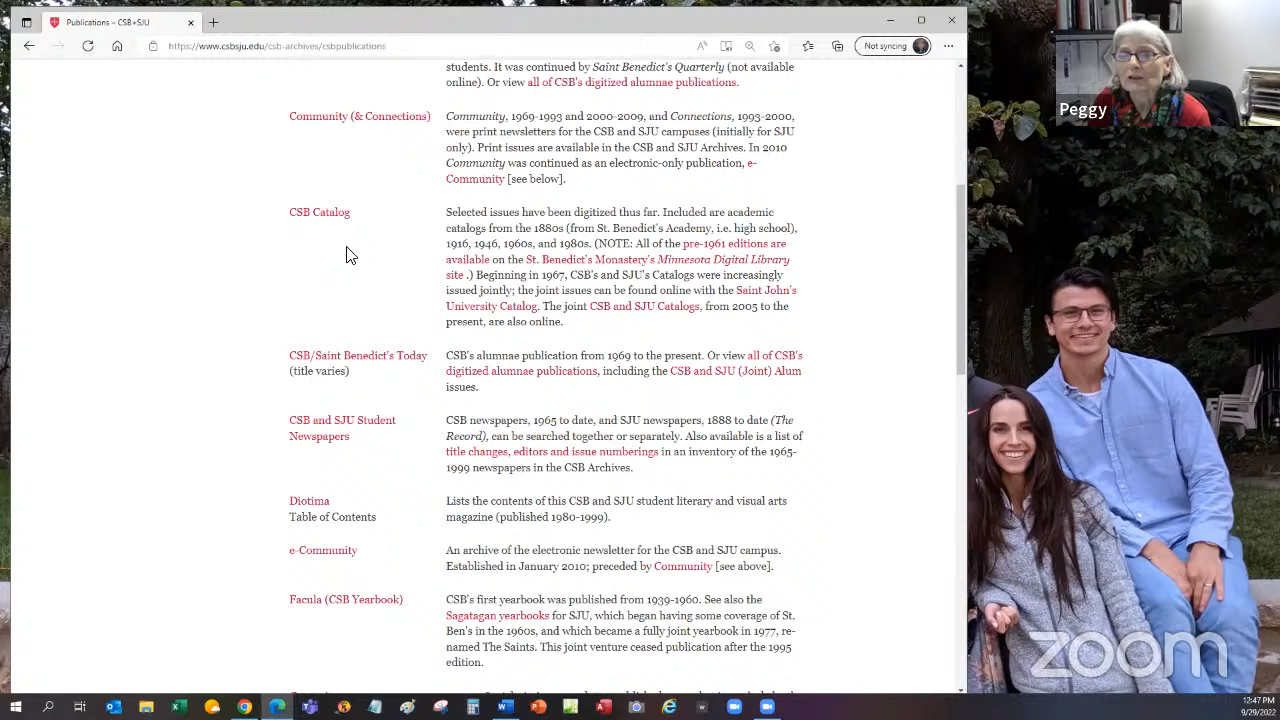 Publications – CSB+SJU
https://www.csbsju.edu/csb-archives/csbpublications
Not syncing
students. It was continued by Saint Benedict's Quarterly (not available
online). Or view all of CSB's digitized alumnae publications.
Community (& Connections)
Community, 1969-1993 and 2000-2009, and Connections, 1993-2000,
were print newsletters for the CSB and SJU campuses (initially for SJU
only). Print issues are available in the CSB and SJU Archives. In 2010
Community was continued as an electronic-only publication, e-
Community [see below].
CSB Catalog
Selected issues have been digitized thus far. Included are academic
catalogs from the 1880s (from St. Benedict's Academy, i.e. high school),
1916, 1946, 1960s, and 1980s. (NOTE: All of the pre-1961 editions are
available on the St. Benedict's Monastery's Minnesota Digital Library
site .) Beginning in 1967, CSB's and SJU's Catalogs were increasingly
issued jointly; the joint issues can be found online with the Saint John's
University Catalog. The joint CSB and SJU Catalogs, from 2005 to the
present, are also online.
CSB/Saint Benedict's Today
(title varies)
CSB's alumnae publication from 1969 to the present. Or view all of CSB's
digitized alumnae publications, including the CSB and SJU (Joint) Alum
issues.
CSB and SJU Student
Newspapers
CSB newspapers, 1965 to date, and SJU newspapers, 1888 to date (The
Record), can be searched together or separately. Also available is a list of
title changes, editors and issue numberings in an inventory of the 1965-
1999 newspapers in the CSB Archives.
Diotima
Table of Contents
Lists the contents of this CSB and SJU student literary and visual arts
magazine (published 1980-1999).
e-Community
An archive of the electronic newsletter for the CSB and SJU campus.
Established in January 2010; preceded by Community [see above].
Facula (CSB Yearbook)
CSB's first yearbook was published from 1939-1960. See also the
Sagatagan yearbooks for SJU, which began having some coverage of St.
Ben's in the 1960s, and which became a fully joint yearbook in 1977, re-
named The Saints. This joint venture ceased publication after the 1995
edition.
Peggy
zoom
12:47 PM
9/29/2022